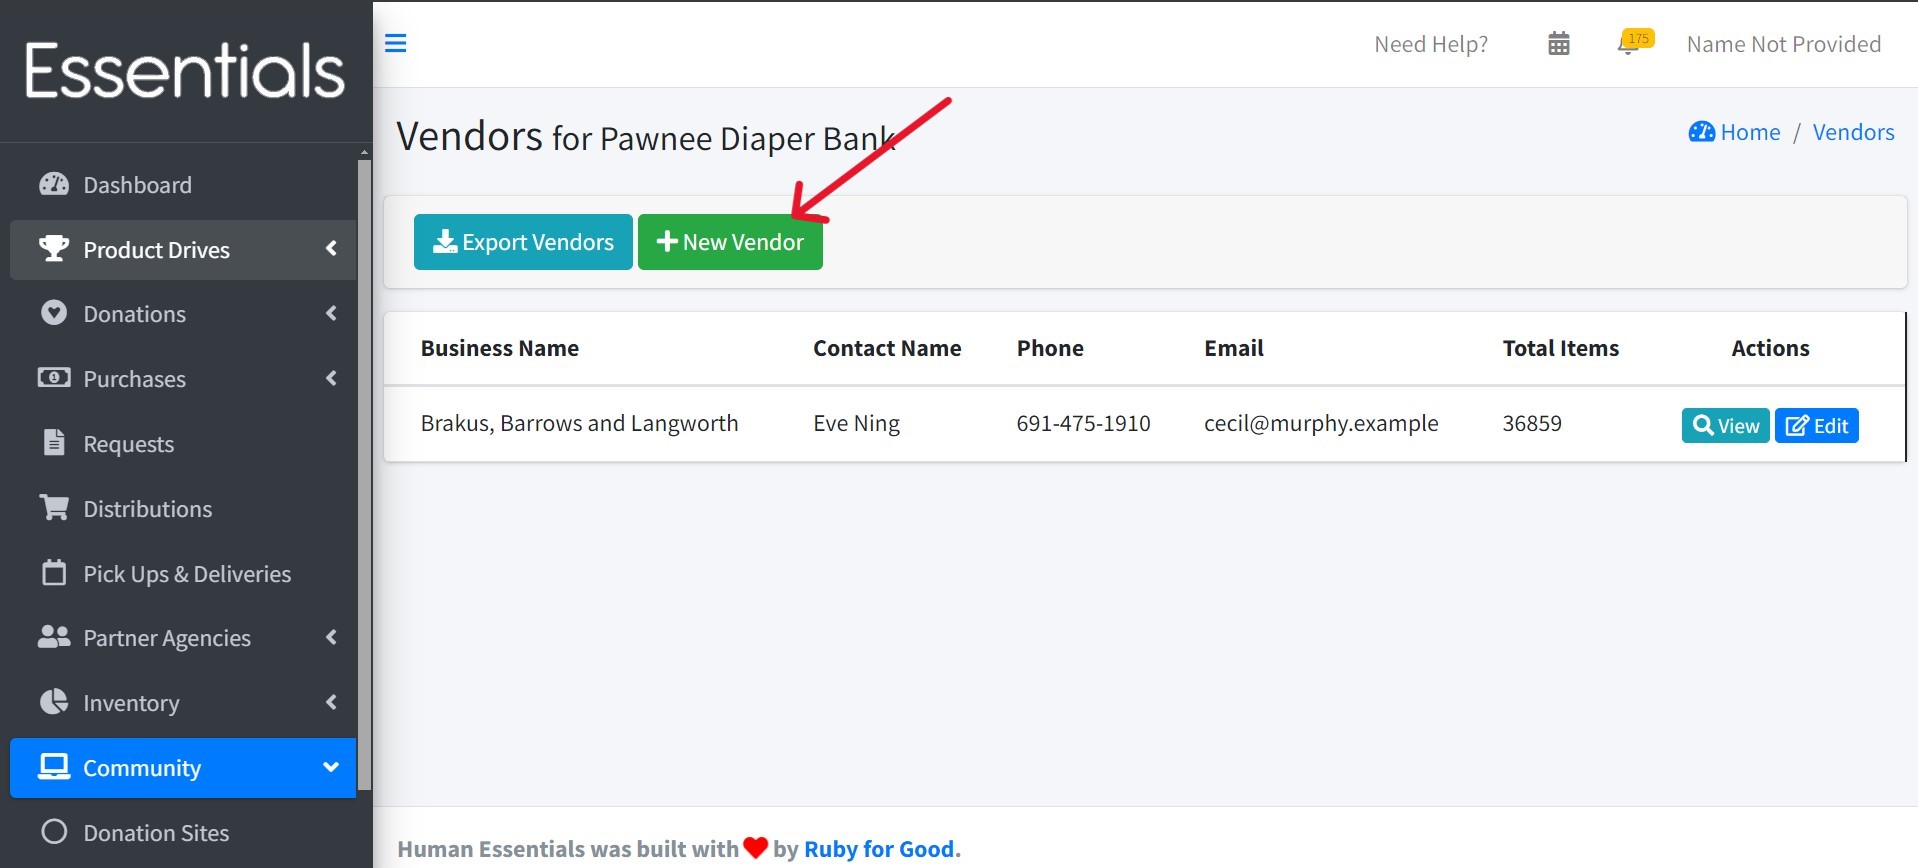 Essentials
Dashboard
Product Drives
Donations
Purchases
Requests
Distributions
Pick Ups & Deliveries
Partner Agencies
Inventory
Community
Donation Sites
Need Help?
175
Name Not Provided
Vendors for Pawnee Diaper Bank
Home / Vendors
Export Vendors
New Vendor
Business Name Contact Name Phone Email Total Items Actions
Brakus, Barrows and Langworth Eve Ning 691-475-1910 cecil@murphy.example 36859 View Edit
Human Essentials was built with by Ruby for Good.